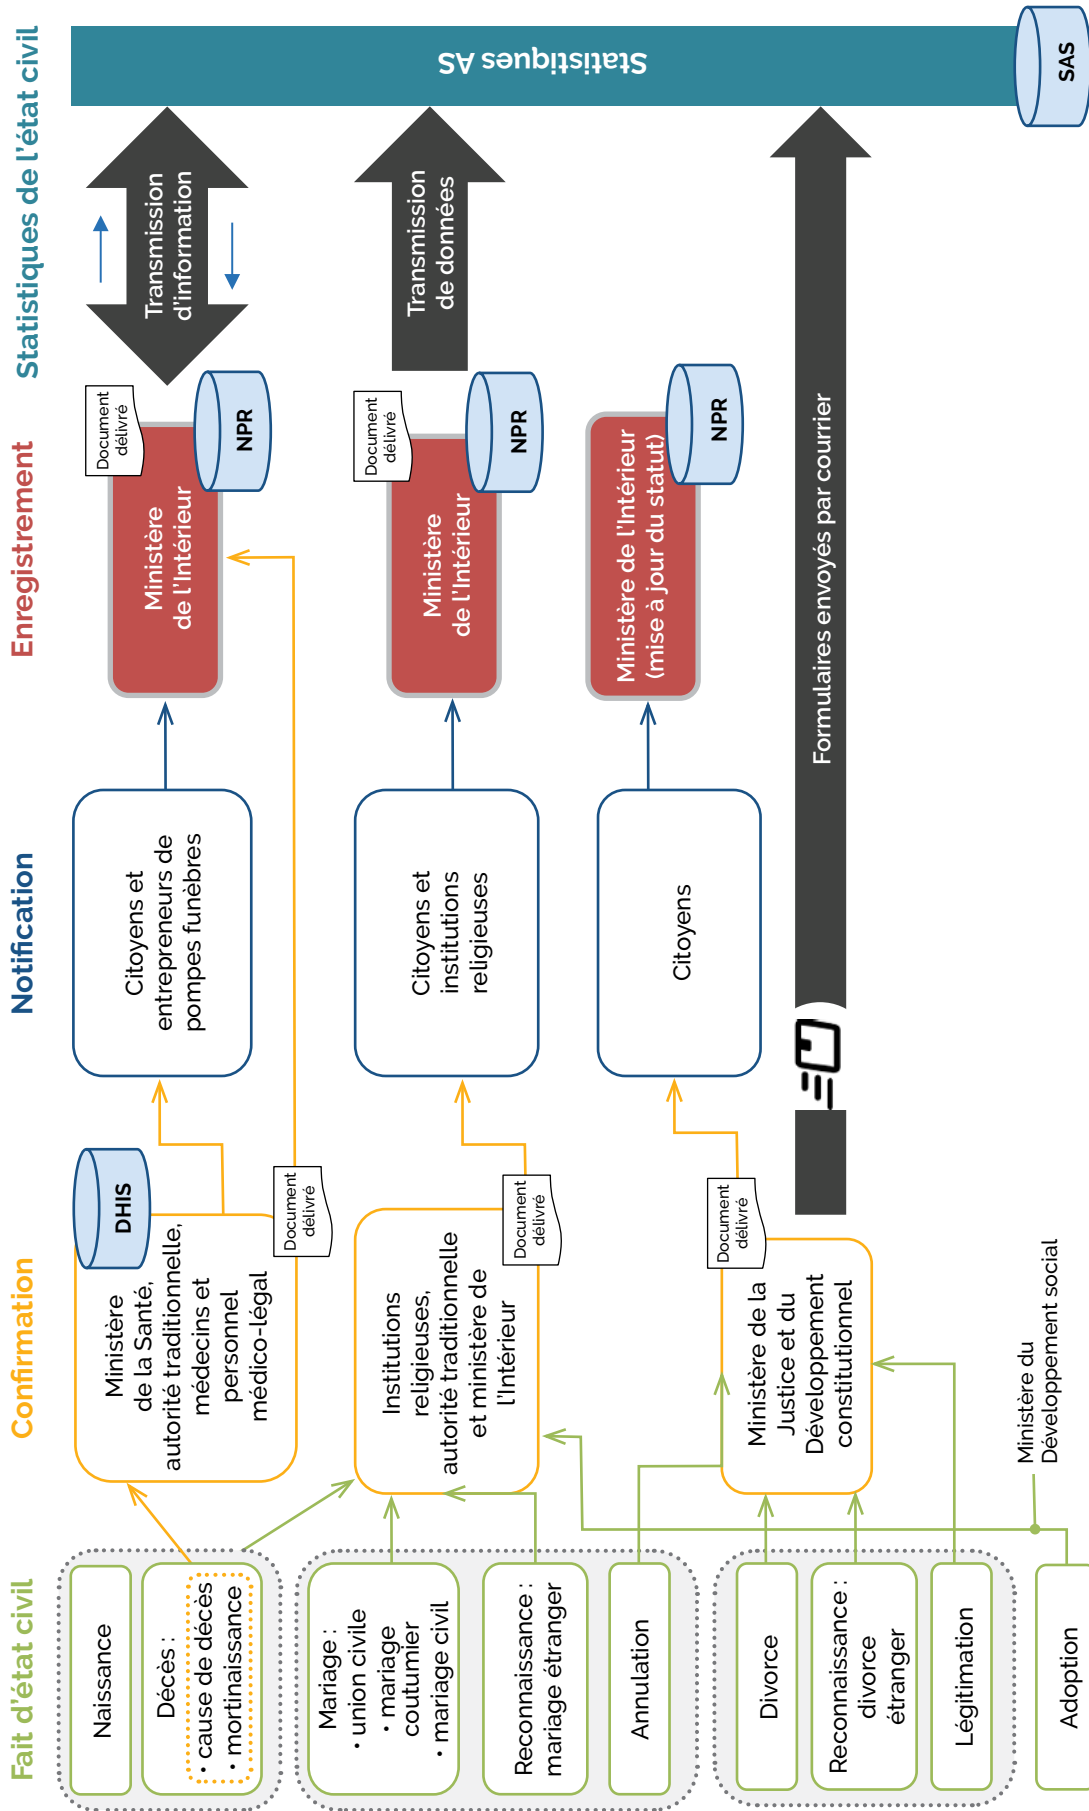 Fait d'état civil
Confirmation
Notification
Enregistrement
Statistiques de l'état civil
Naissance
Décès :
• cause de décès
• mortinaissance
Ministère
de la Santé,
autorité traditionnelle,
médecins et
personnel
médico-légal
DHIS
Document
délivré
Citoyens et
entrepreneurs de
pompes funèbres
Ministère
de l'Intérieur
Document
délivré
NPR
Transmission
d'information
Statistiques AS
SAS
Mariage :
• union civile
• mariage
coutumier
• mariage civil
Reconnaissance :
mariage étranger
Annulation
Institutions
religieuses,
autorité traditionnelle
et ministère de
l'Intérieur
Document
délivré
Citoyens et
institutions
religieuses
Ministère
de l'Intérieur
Document
délivré
NPR
Transmission
de données
Divorce
Reconnaissance :
divorce
étranger
Légitimation
Ministère de la
Justice et du
Développement
constitutionnel
Document
délivré
Citoyens
Ministère de l'Intérieur
(mise à jour du statut)
NPR
Formulaires envoyés par courrier
Adoption
Ministère du
Développement social